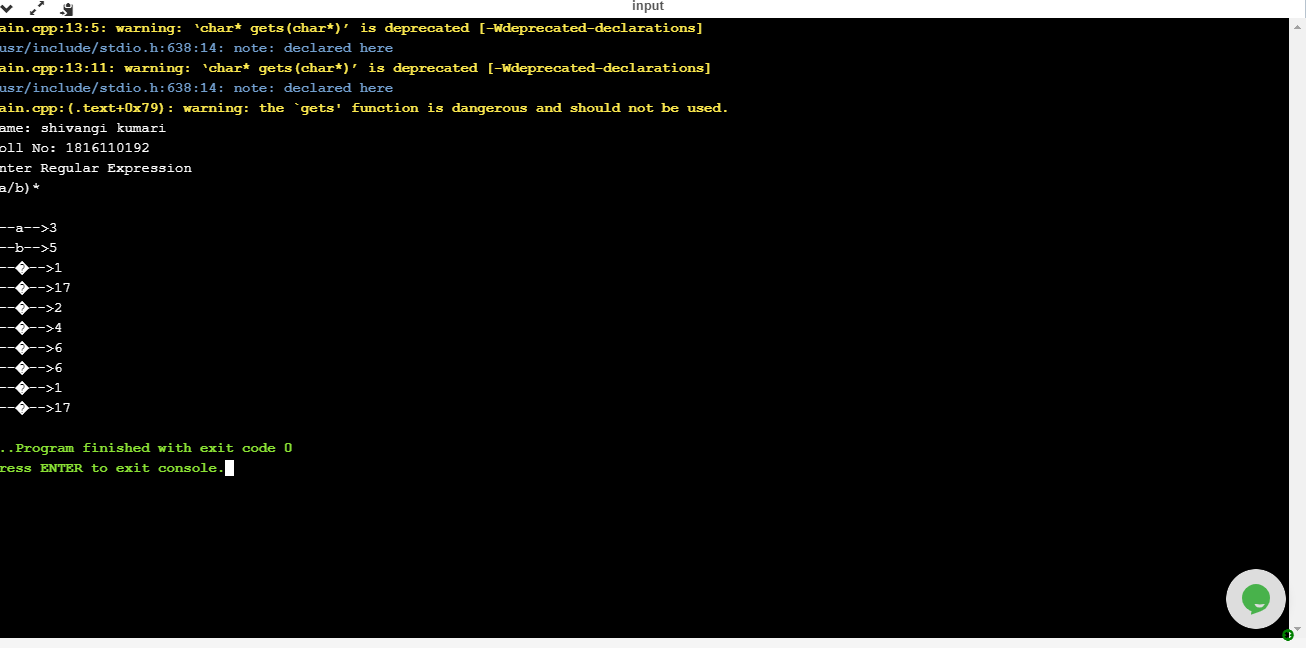 input
ain.cpp:13:5: warning: ‘char* gets(char*)’ is deprecated [-Wdeprecated-declarations]
usr/include/stdio.h:638:14: note: declared here
ain.cpp:13:11: warning: ‘char* gets(char*)’ is deprecated [-Wdeprecated-declarations]
usr/include/stdio.h:638:14: note: declared here
ain.cpp:(.text+0x79): warning: the `gets' function is dangerous and should not be used.
ame: shivangi kumari
oll No: 1816110192
nter Regular Expression
a/b)*
--a-->3
--b-->5
--�-->1
--�-->17
--�-->2
--�-->4
--�-->6
--�-->6
--�-->1
--�-->17
..Program finished with exit code 0
ress ENTER to exit console.